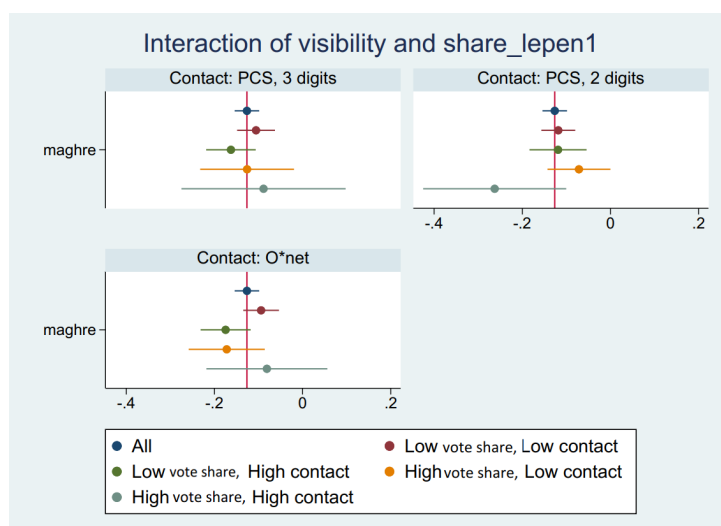 Interaction of visibility and share_lepen1
Contact: PCS, 3 digits
Contact: PCS, 2 digits
maghre
-.4 -.2 0 .2
Contact: O*net
maghre
-.4 -.2 0 .2
All
Low vote share, Low contact
Low vote share, High contact
High vote share, Low contact
High vote share, High contact